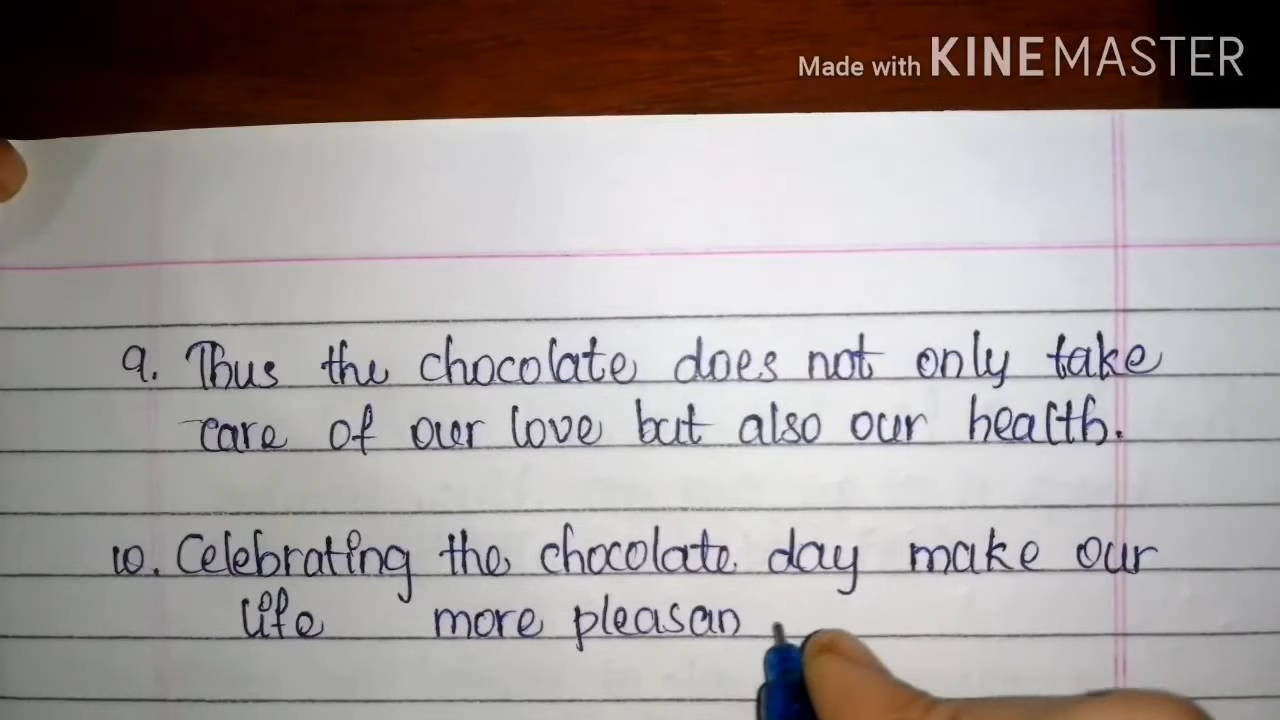 Made with KINEMASTER
9. Thus the chocolate does not only take
care of our love but also our health.
10. Celebrating the chocolate day make our
life more pleasan